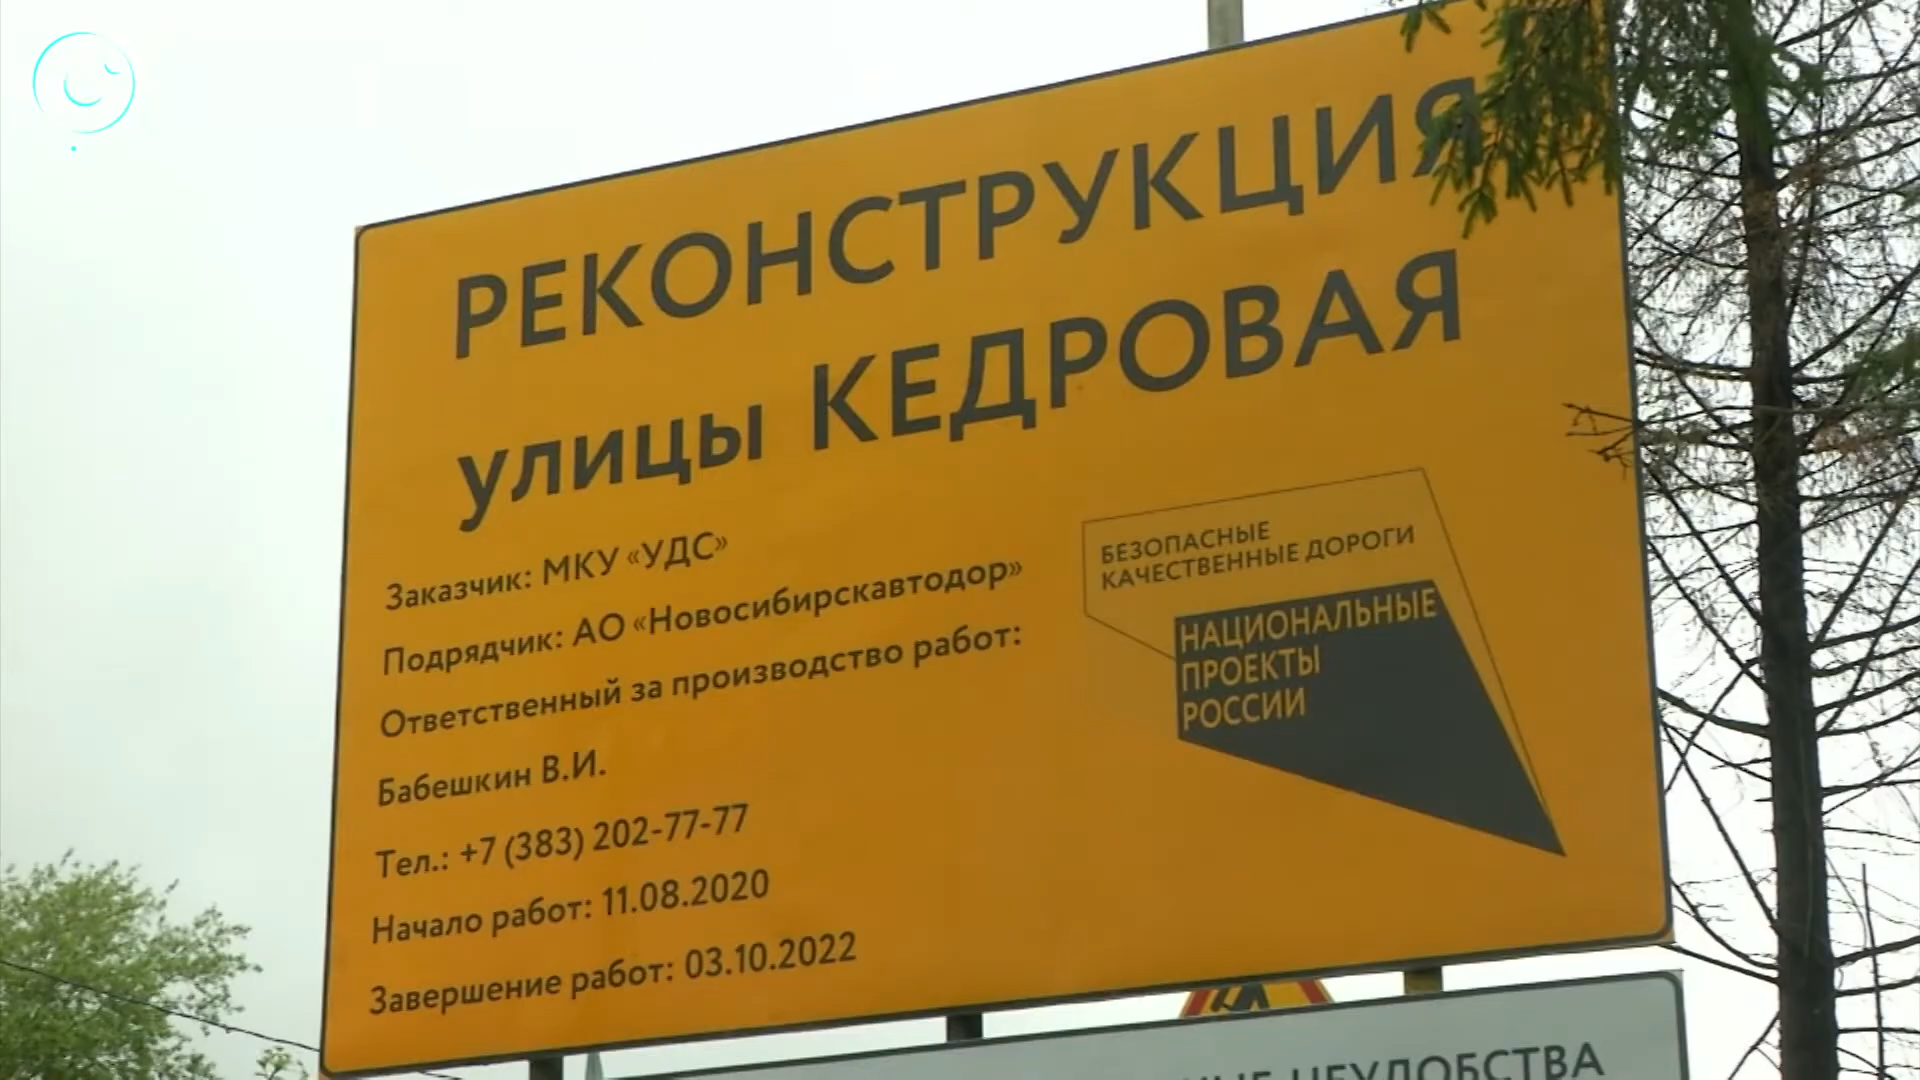 РЕКОНСТРУКЦИЯ
улицы КЕДРОВАЯ
Заказчик: МКУ «УДС»
Подрядчик: АО «Новосибирскавтодор»
Ответственный за производство работ:
Бабешкин В.И.
Тел.: +7 (383) 202-77-77
Начало работ: 11.08.2020
Завершение работ: 03.10.2022
БЕЗОПАСНЫЕ
КАЧЕСТВЕННЫЕ ДОРОГИ
НАЦИОНАЛЬНЫЕ
ПРОЕКТЫ
РОССИИ
НЕУДОБСТВА